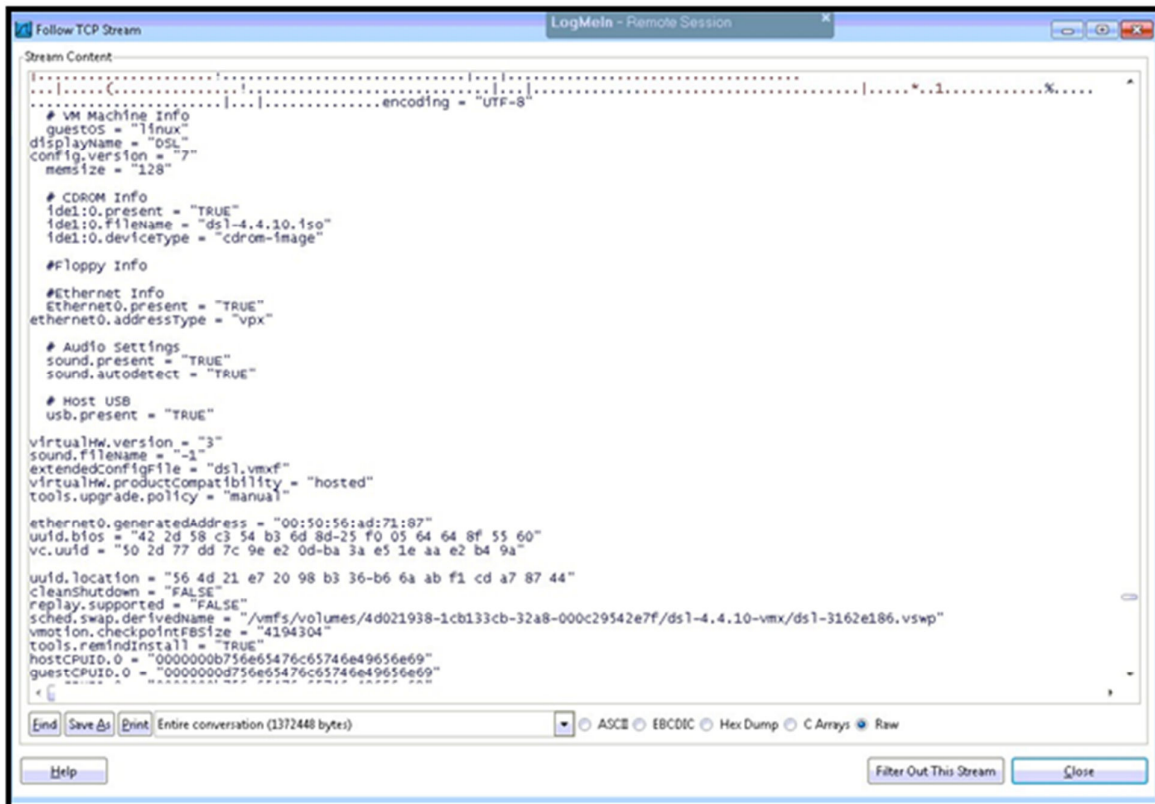 LogMeIn - Remote Session
Follow TCP Stream
Stream Content
encoding = "UTF-8"
# VM Machine Info
guestOS = "linux"
displayName = "DSL"
config.version = "7"
memsize = "128"
# CDROM Info
ide1:0.present = "TRUE"
ide1:0.fileName = "dsl-4.4.10.iso"
ide1:0.deviceType = "cdrom-image"
#Floppy Info
#Ethernet Info
Ethernet0.present = "TRUE"
ethernet0.addressType = "vpx"
# Audio Settings
sound.present = "TRUE"
sound.autodetect = "TRUE"
# Host USB
usb.present = "TRUE"
virtualHW.version = "3"
sound.fileName = "-1"
extendedConfigFile = "dsl.vmxf"
virtualHW.productCompatibility = "hosted"
tools.upgrade.policy = "manual"
ethernet0.generatedAddress = "00:50:56:ad:71:87"
uuid.bios = "42 2d 58 c3 54 b3 6d 8d-25 f0 05 64 64 8f 55 60"
vc.uuid = "50 2d 77 dd 7c 9e e2 0d-ba 3a e5 1e aa e2 b4 9a"
uuid.location = "56 4d 21 e7 20 98 b3 36-b6 6a ab f1 cd a7 87 44"
cleanShutdown = "FALSE"
replay.supported = "FALSE"
sched.swap.derivedName = "/vmfs/volumes/4d021938-1cb133cb-32a8-000c29542e7f/dsl-4.4.10-vmx/dsl-3162e186.vswp"
vmotion.checkpointFBSize = "4194304"
tools.remindInstall = "TRUE"
hostCPUID.0 = "0000000b756e65476c65746e49656e69"
guestCPUID.0 = "0000000d756e65476c65746e49656e69"
Find Save As Print Entire conversation (1372448 bytes) ASCII EBCDIC Hex Dump C Arrays Raw
Help Filter Out This Stream Close